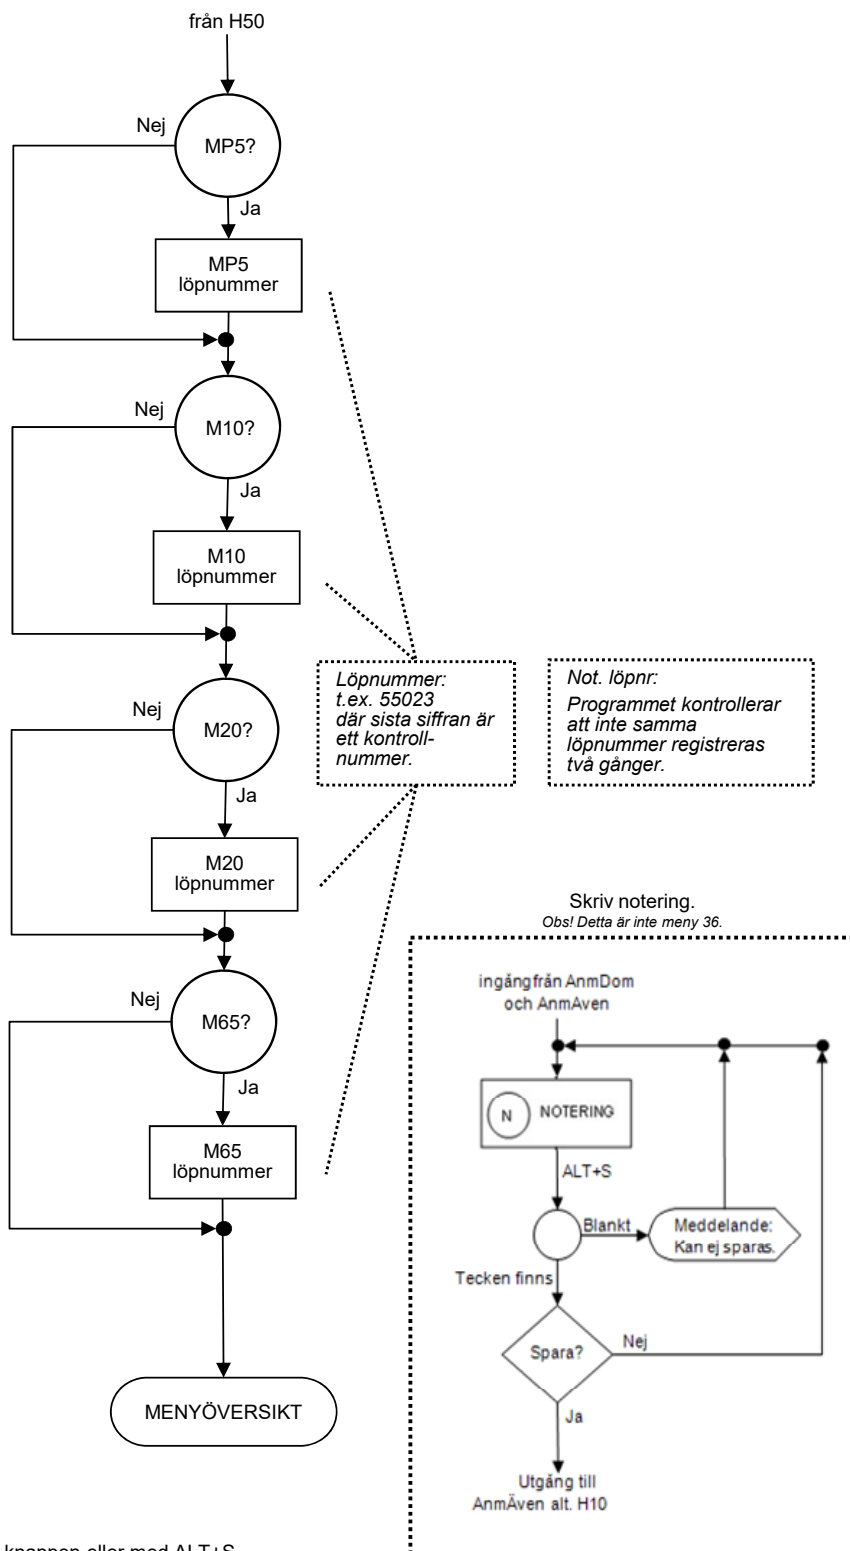 från H50
Nej
MP5?
Ja
MP5
löpnummer
Nej
M10?
Ja
M10
löpnummer
Löpnummer:
t.ex. 55023
där sista siffran är
ett kontroll-
nummer.
Not. löpnr:
Programmet kontrollerar
att inte samma
löpnummer registreras
två gånger.
Nej
M20?
Ja
M20
löpnummer
Nej
M65?
Ja
M65
löpnummer
MENYÖVERSIKT
Skriv notering.
Obs! Detta är inte meny 36.
ingångfrån AnmDom
och AnmAven
N
NOTERING
ALT+S
Blankt
Meddelande:
Kan ej sparas.
Tecken finns
Spara?
Nej
Ja
Utgång till
AnmÄven alt. H10